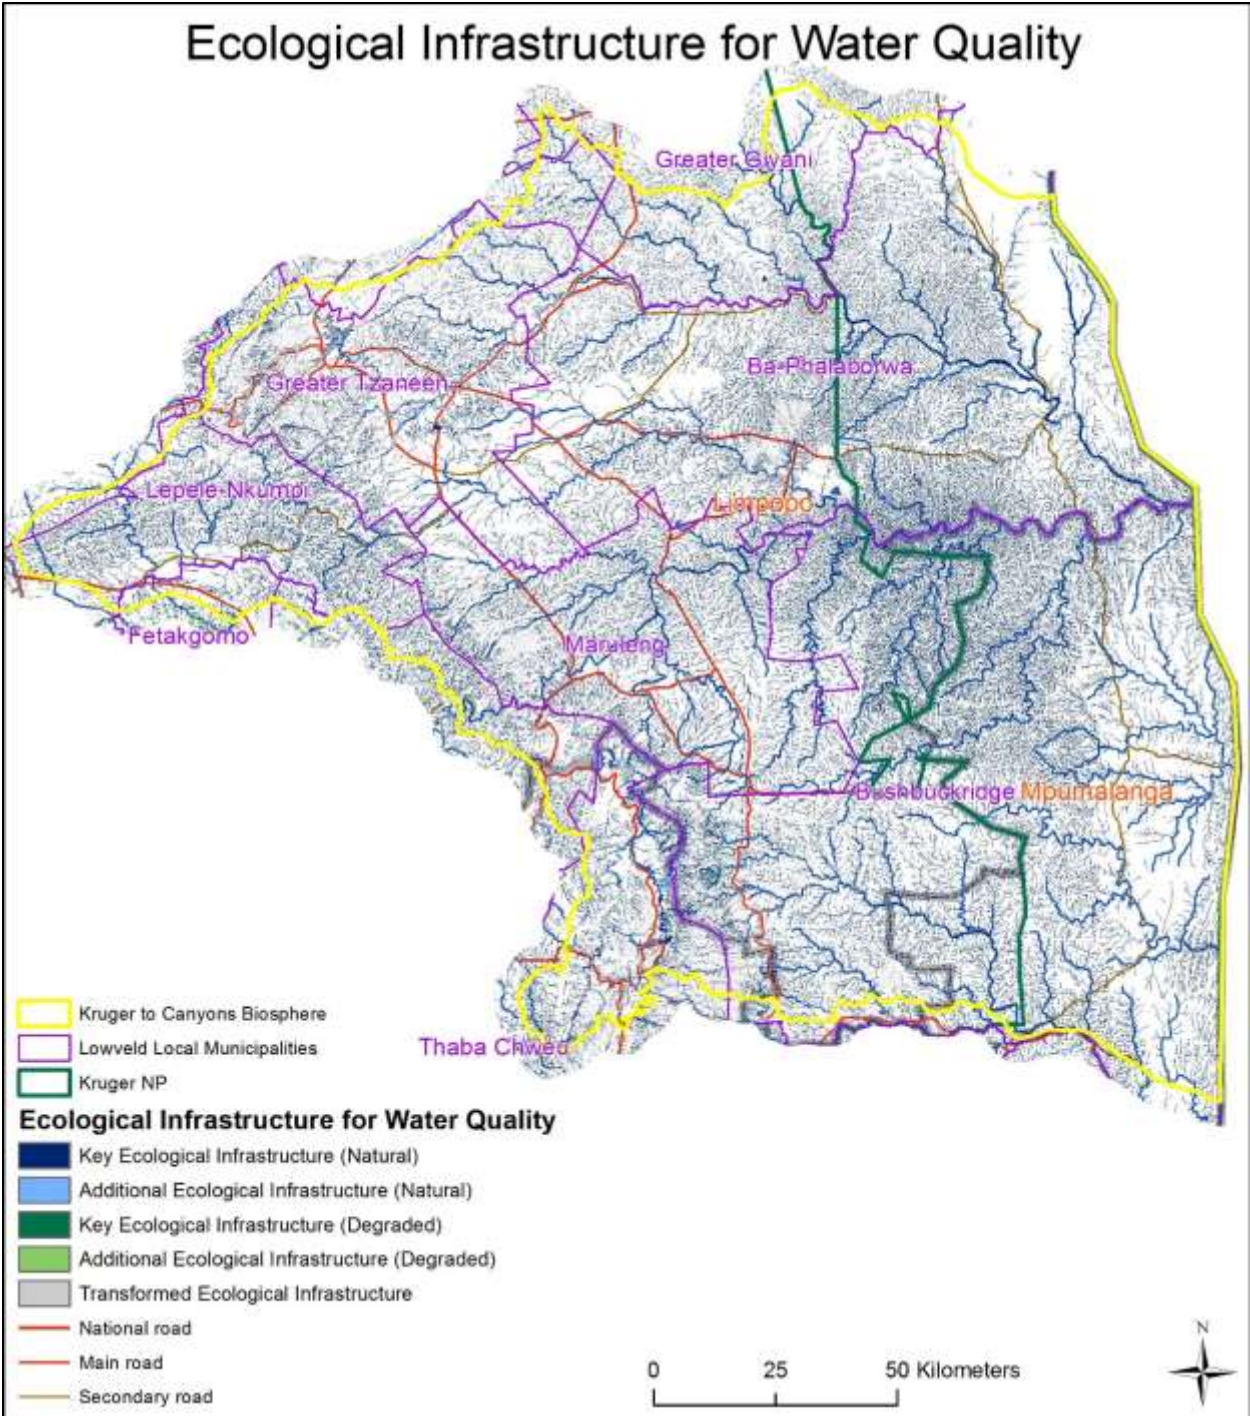 Ecological Infrastructure for Water Quality
Greater Giyani
Ba-Phalaborwa
Greater Tzaneen
Lepele-Nkumpi
Limpopo
Fetakgomo
Maruleng
Bushbuckridge
Mpumalanga
Thaba Chweu
Kruger to Canyons Biosphere
Lowveld Local Municipalities
Kruger NP
Ecological Infrastructure for Water Quality
Key Ecological Infrastructure (Natural)
Additional Ecological Infrastructure (Natural)
Key Ecological Infrastructure (Degraded)
Additional Ecological Infrastructure (Degraded)
Transformed Ecological Infrastructure
National road
Main road
Secondary road
0 25 50 Kilometers
N